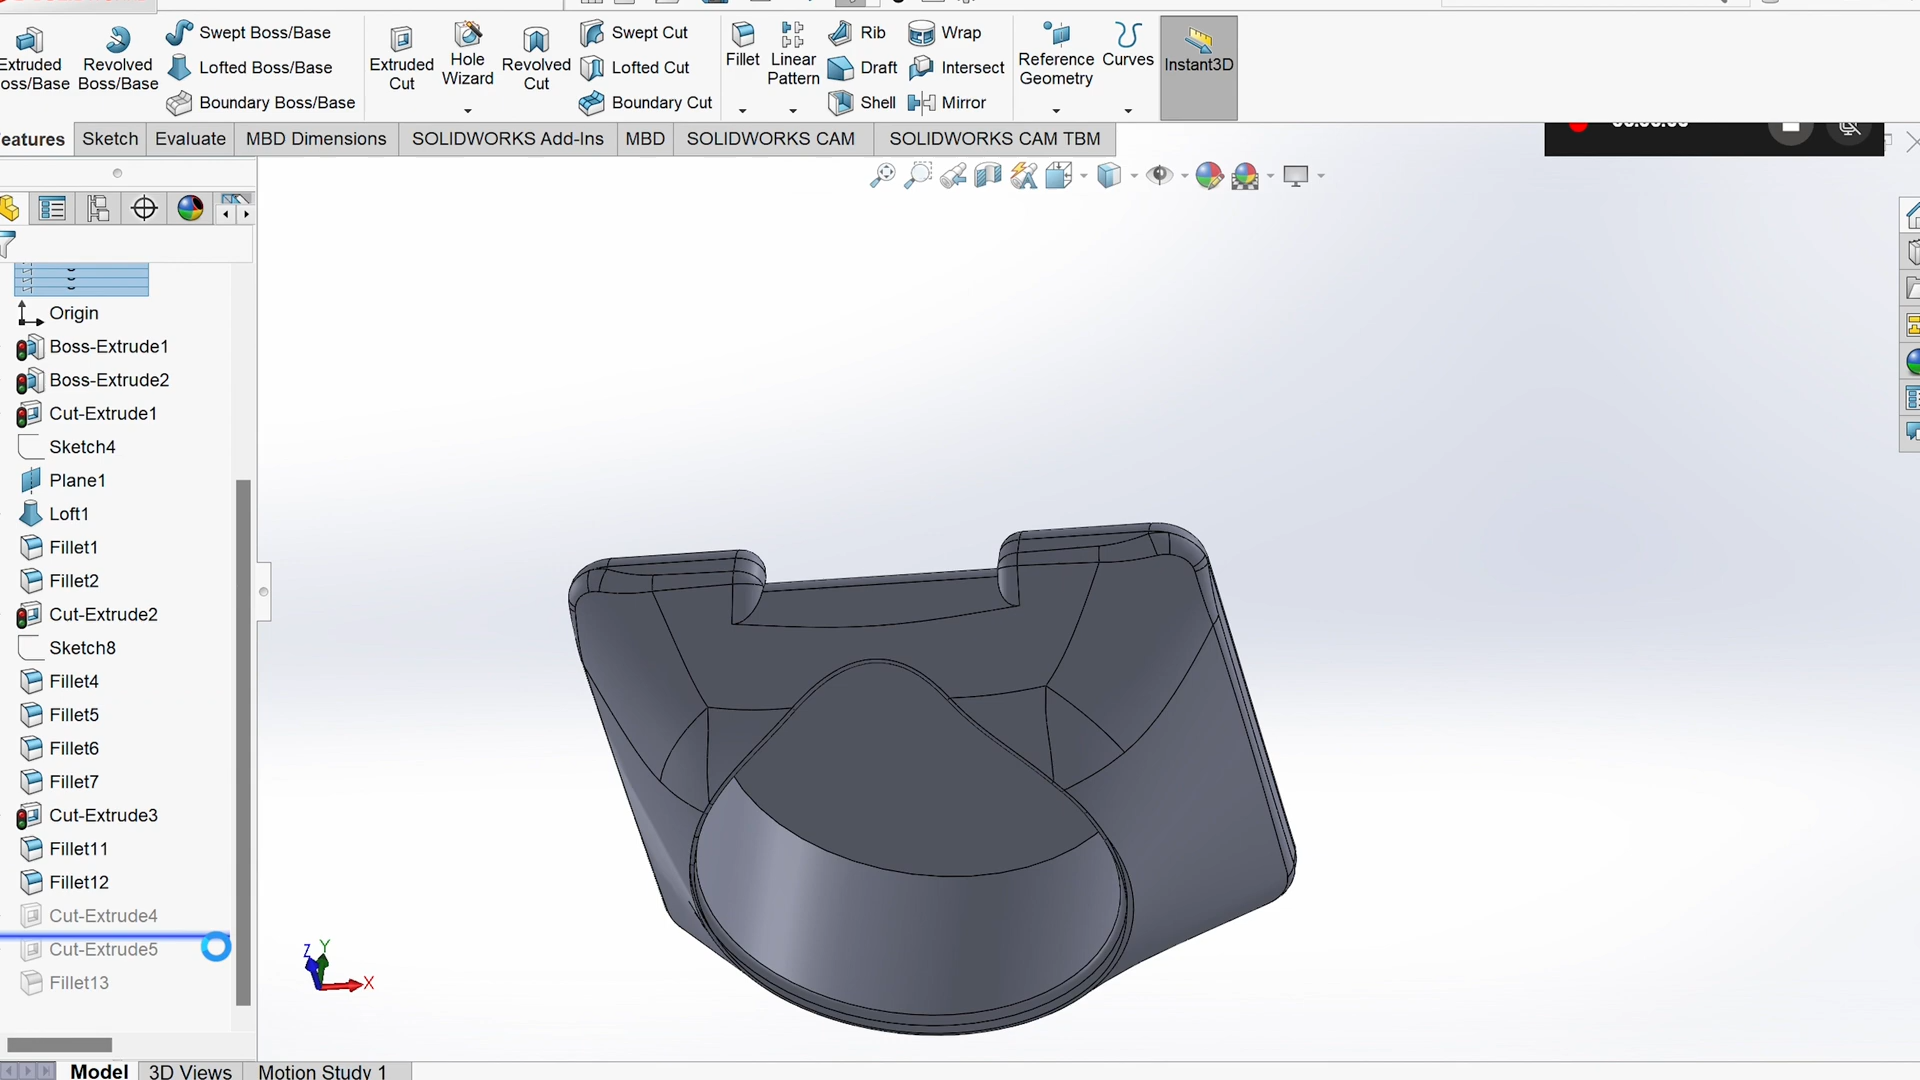 Extruded
Boss/Base
Revolved
Boss/Base
Swept Boss/Base
Lofted Boss/Base
Boundary Boss/Base
Extruded
Cut
Hole
Wizard
Revolved
Cut
Swept Cut
Lofted Cut
Boundary Cut
Fillet
Linear
Pattern
Rib
Draft
Shell
Wrap
Intersect
Mirror
Reference
Geometry
Curves
Instant3D
Features
Sketch
Evaluate
MBD Dimensions
SOLIDWORKS Add-Ins
MBD
SOLIDWORKS CAM
SOLIDWORKS CAM TBM
Origin
Boss-Extrude1
Boss-Extrude2
Cut-Extrude1
Sketch4
Plane1
Loft1
Fillet1
Fillet2
Cut-Extrude2
Sketch8
Fillet4
Fillet5
Fillet6
Fillet7
Cut-Extrude3
Fillet11
Fillet12
Cut-Extrude4
Cut-Extrude5
Fillet13
Z Y
X
Model
3D Views
Motion Study 1